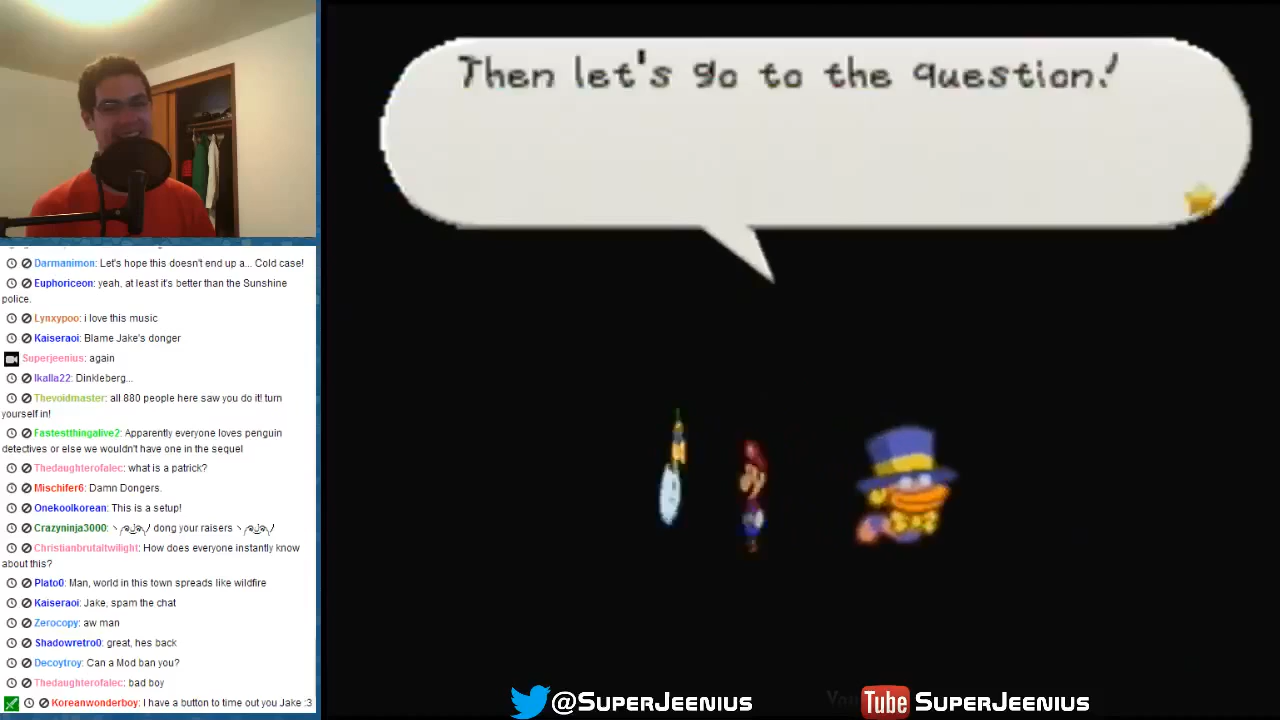 Then let's go to the question!
Darmanimon: Let's hope this doesn't end up a... Cold case!
Euphoriceon: yeah, at least it's better than the Sunshine
police.
Lynxypoo: i love this music
Kaiseraoi: Blame Jake's donger
Superjeenius: again
Ikalla22: Dinkleberg...
Thevoidmaster: all 880 people here saw you do it! turn
yourself in!
Fastestthingalive2: Apparently everyone loves penguin
detectives or else we wouldn't have one in the sequel
Thedaughterofalec: what is a patrick?
Mischifer6: Damn Dongers.
Onekoolkorean: This is a setup!
Crazyninja3000: dong your raisers
Christianbrutaltwilight: How does everyone instantly know
about this?
Plato0: Man, world in this town spreads like wildfire
Kaiseraoi: Jake, spam the chat
Zerocopy: aw man
Shadowretro0: great, hes back
Decoytroy: Can a Mod ban you?
Thedaughterofalec: bad boy
Koreanwonderboy: I have a button to time out you Jake :3
@SuperJeenius YouTube SuperJeenius